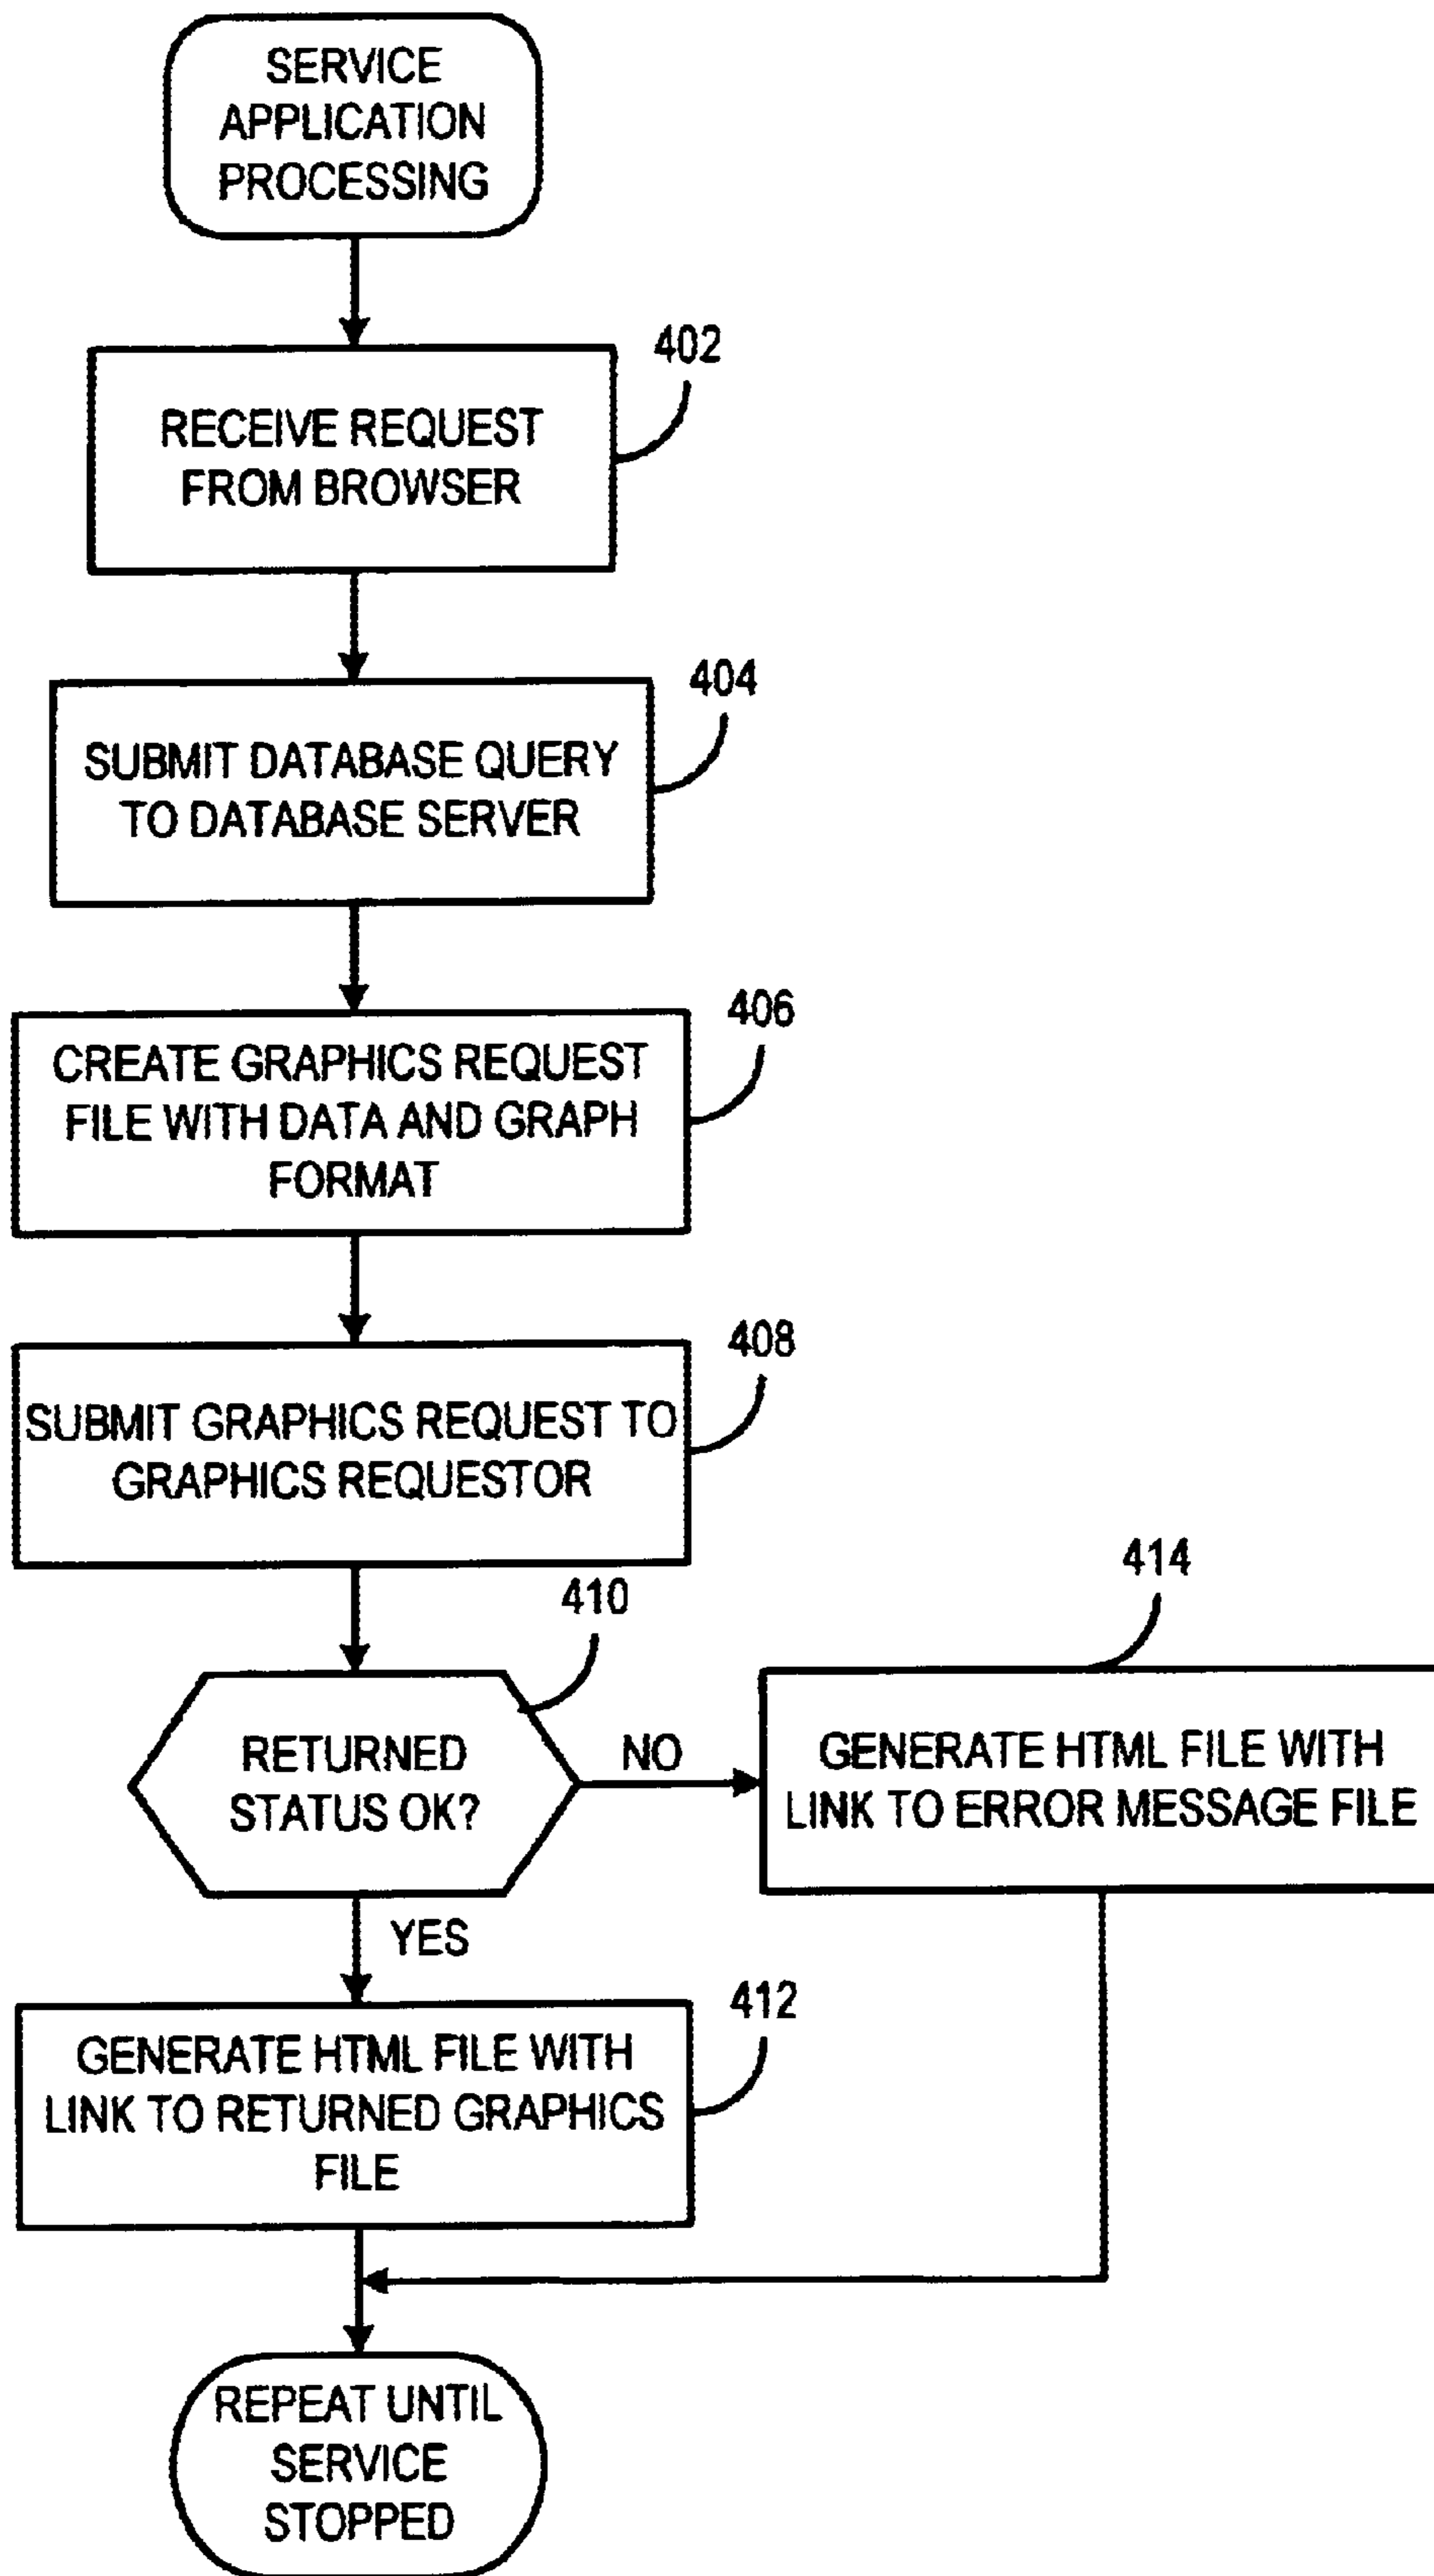 SERVICE
APPLICATION
PROCESSING
402
RECEIVE REQUEST
FROM BROWSER
404
SUBMIT DATABASE QUERY
TO DATABASE SERVER
406
CREATE GRAPHICS REQUEST
FILE WITH DATA AND GRAPH
FORMAT
408
SUBMIT GRAPHICS REQUEST TO
GRAPHICS REQUESTOR
410
RETURNED
STATUS OK?
NO
414
GENERATE HTML FILE WITH
LINK TO ERROR MESSAGE FILE
YES
412
GENERATE HTML FILE WITH
LINK TO RETURNED GRAPHICS
FILE
REPEAT UNTIL
SERVICE
STOPPED